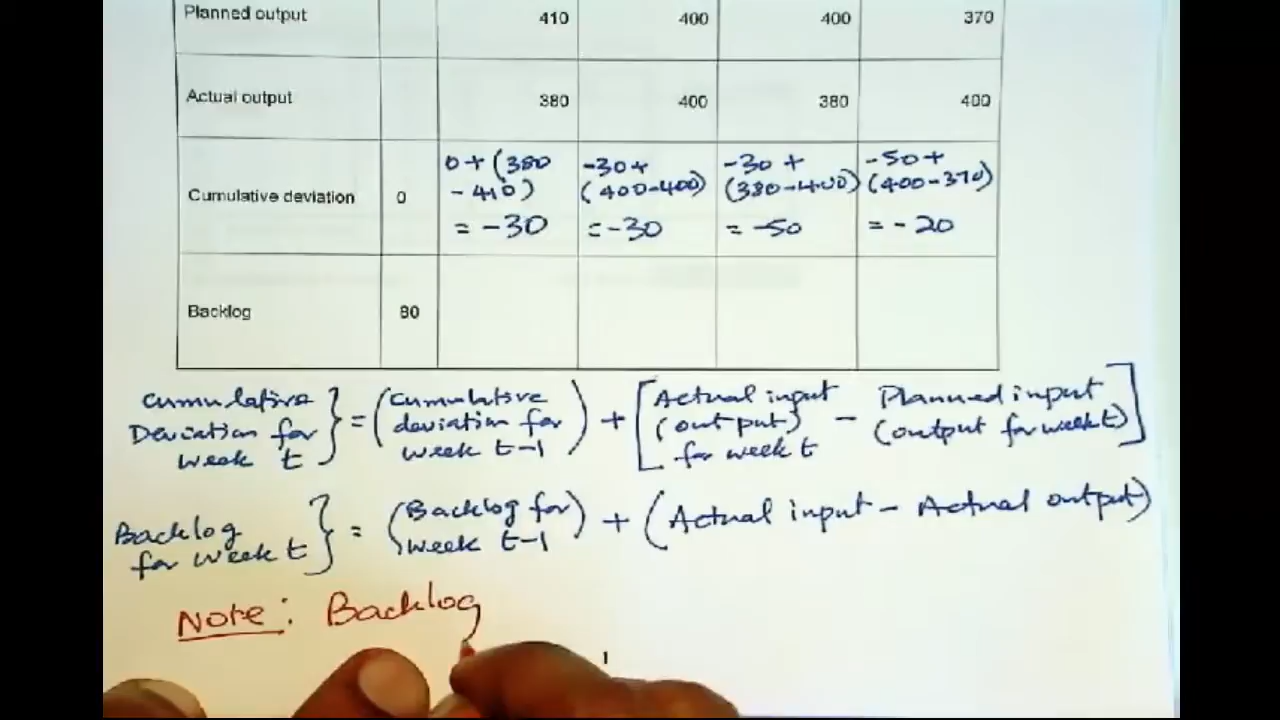 Planned output 410 400 400 370
Actual output 380 400 380 400
0 + (380 -30+ -30 + -50+
Cumulative deviation 0 - 410) (400-400) (380-400) (400-370)
= -30 = -30 = -50 = - 20
Backlog 80
Cumulative } = (Cumulative ) + [Actual input - Planned input]
Deviation for deviation for (output) (output for week t)
week t week t-1 for week t
Backlog } = (Backlog for) + (Actual input - Actual output)
for week t week t-1
Note: Backlog
1